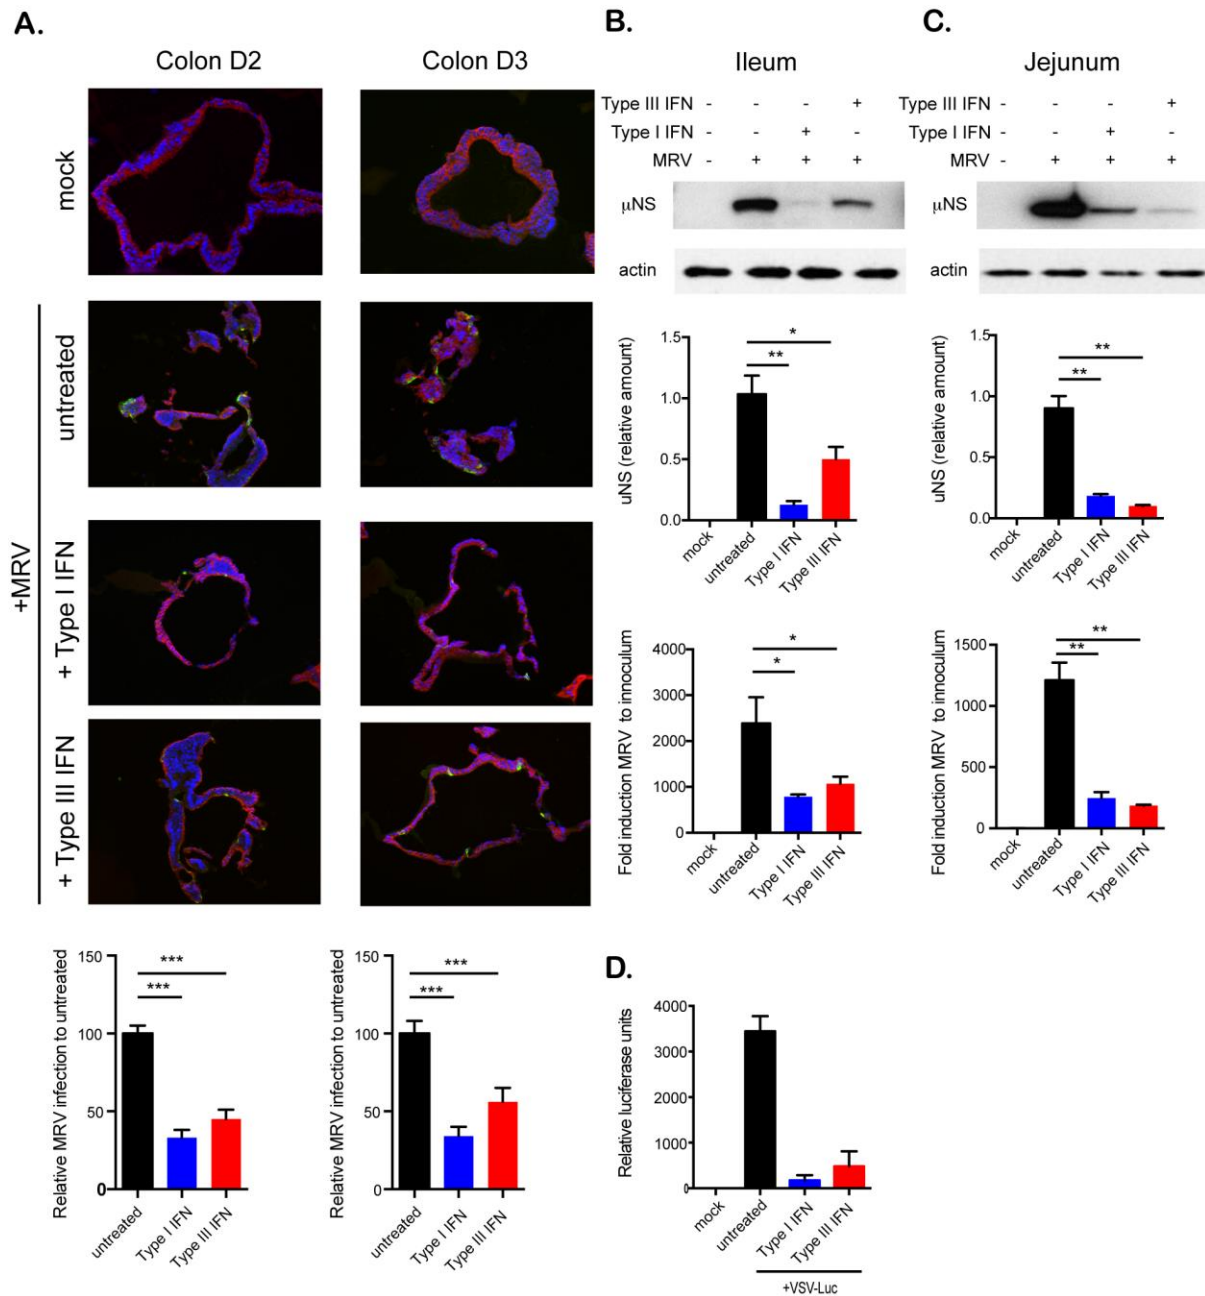 A.
Colon D2
Colon D3
mock
untreated
+ Type I IFN
+ Type III IFN
+MRV
Relative MRV infection to untreated
150
100
50
0
***
***
untreated
Type I IFN
Type III IFN
Relative MRV infection to untreated
150
100
50
0
***
***
untreated
Type I IFN
Type III IFN
B.
Ileum
Type III IFN - - - +
Type I IFN - - + -
MRV - + + +
µNS
actin
uNS (relative amount)
1.5
1.0
0.5
0.0
*
**
mock
untreated
Type I IFN
Type III IFN
Fold induction MRV to innoculum
4000
3000
2000
1000
0
*
*
mock
untreated
Type I IFN
Type III IFN
C.
Jejunum
Type III IFN - - - +
Type I IFN - - + -
MRV - + + +
µNS
actin
uNS (relative amount)
1.5
1.0
0.5
0.0
**
**
mock
untreated
Type I IFN
Type III IFN
Fold induction MRV to innoculum
1500
1000
500
0
**
**
mock
untreated
Type I IFN
Type III IFN
D.
Relative luciferase units
4000
3000
2000
1000
0
mock
untreated
Type I IFN
Type III IFN
+VSV-Luc